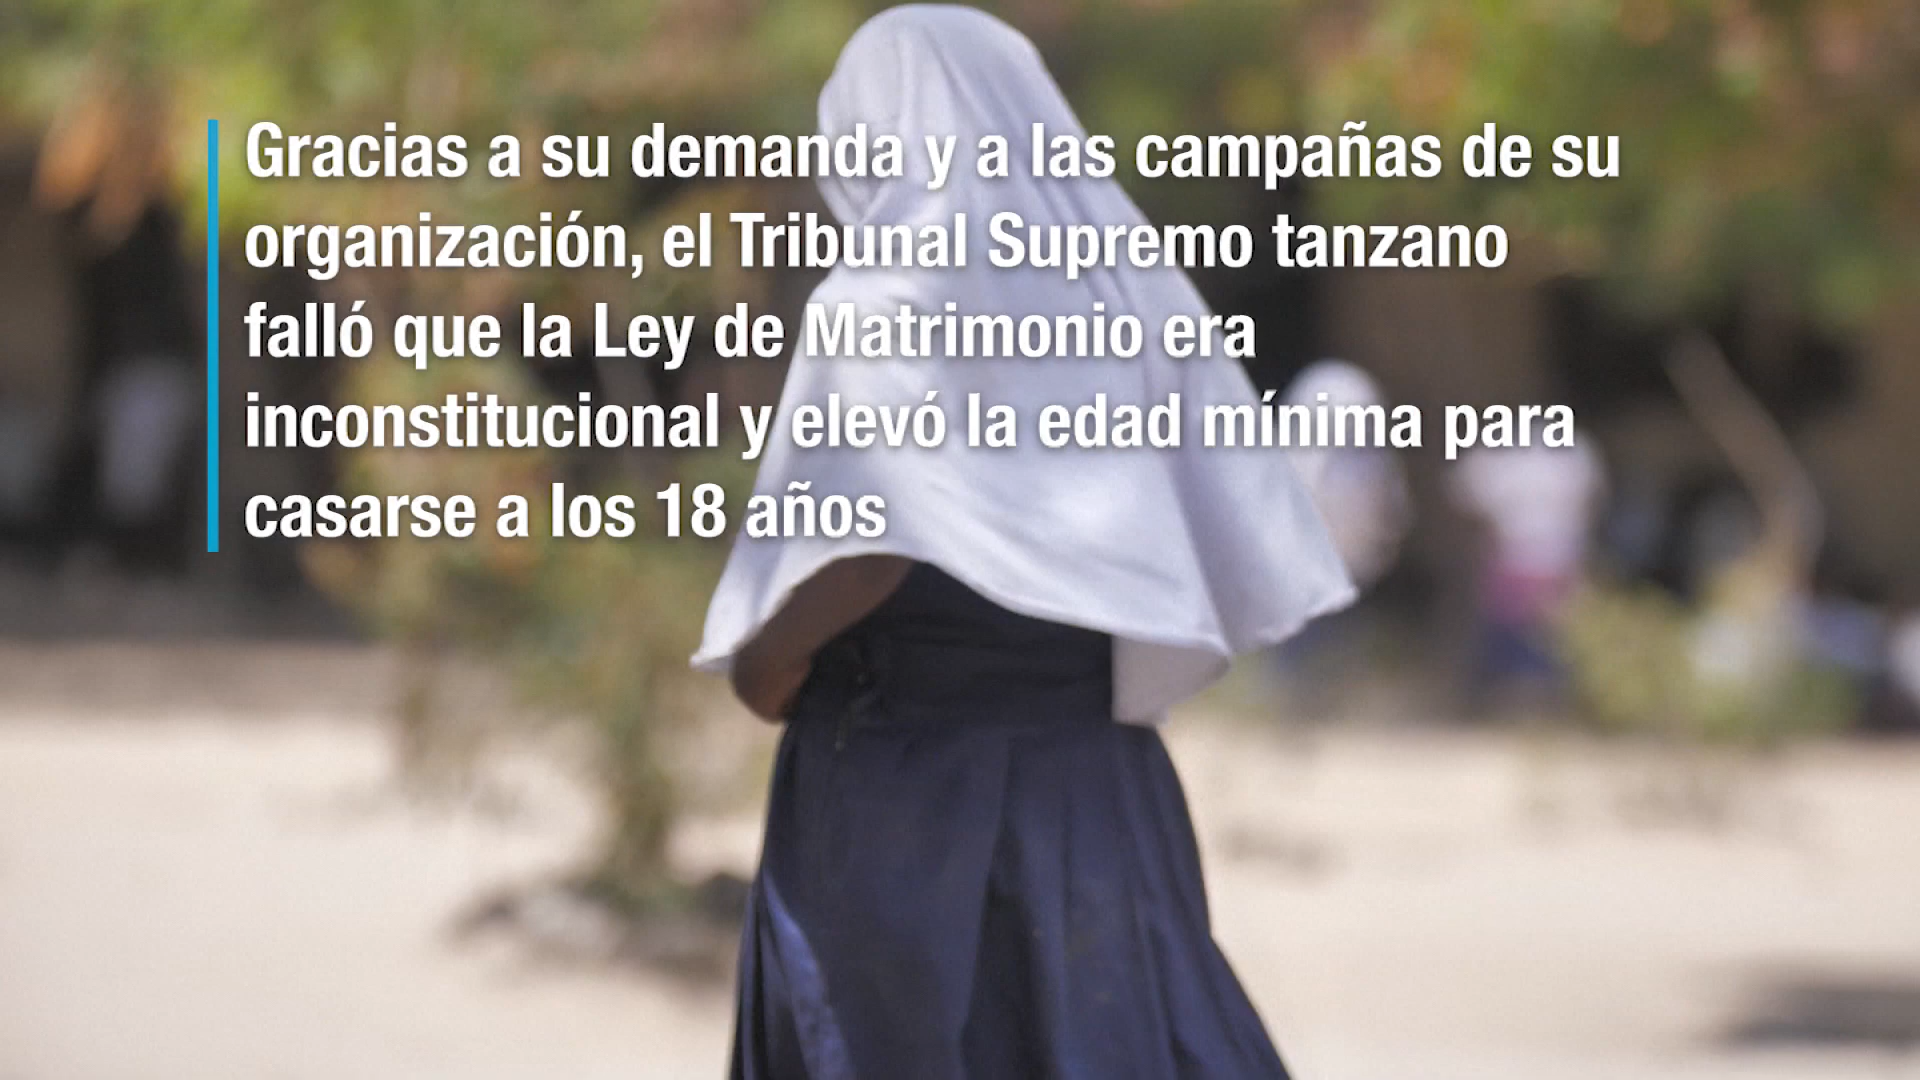 Gracias a su demanda y a las campañas de su
organización, el Tribunal Supremo tanzano
falló que la Ley de Matrimonio era
inconstitucional y elevó la edad mínima para
casarse a los 18 años